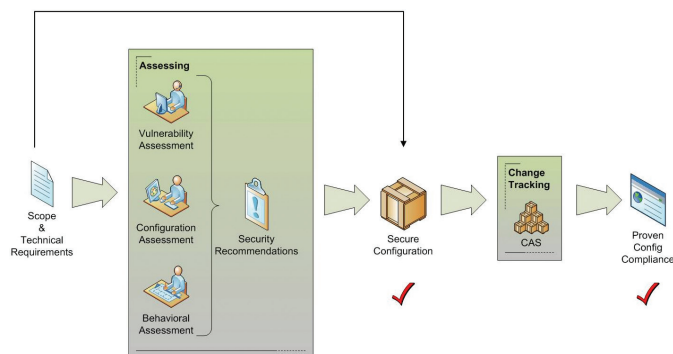 Assessing
Vulnerability
Assessment
Configuration
Assessment
Behavioral
Assessment
Security
Recommendations
Scope
&
Technical
Requirements
Secure
Configuration
Change
Tracking
CAS
Proven
Config
Compliance